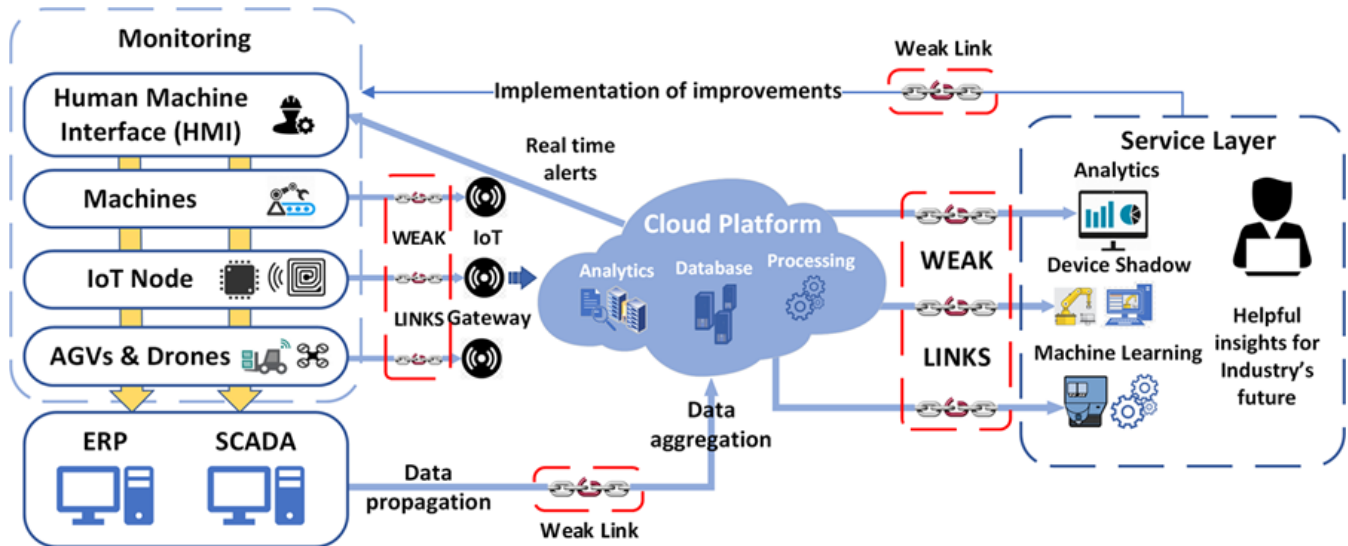 Monitoring
Human Machine
Interface (HMI)
Machines
IoT Node
AGVs & Drones
ERP
SCADA
WEAK
LINKS
IoT
Gateway
Real time
alerts
Implementation of improvements
Weak Link
Cloud Platform
Analytics
Database
Processing
Data
propagation
Weak Link
Data
aggregation
WEAK
LINKS
Service Layer
Analytics
Device Shadow
Machine Learning
Helpful
insights for
Industry's
future